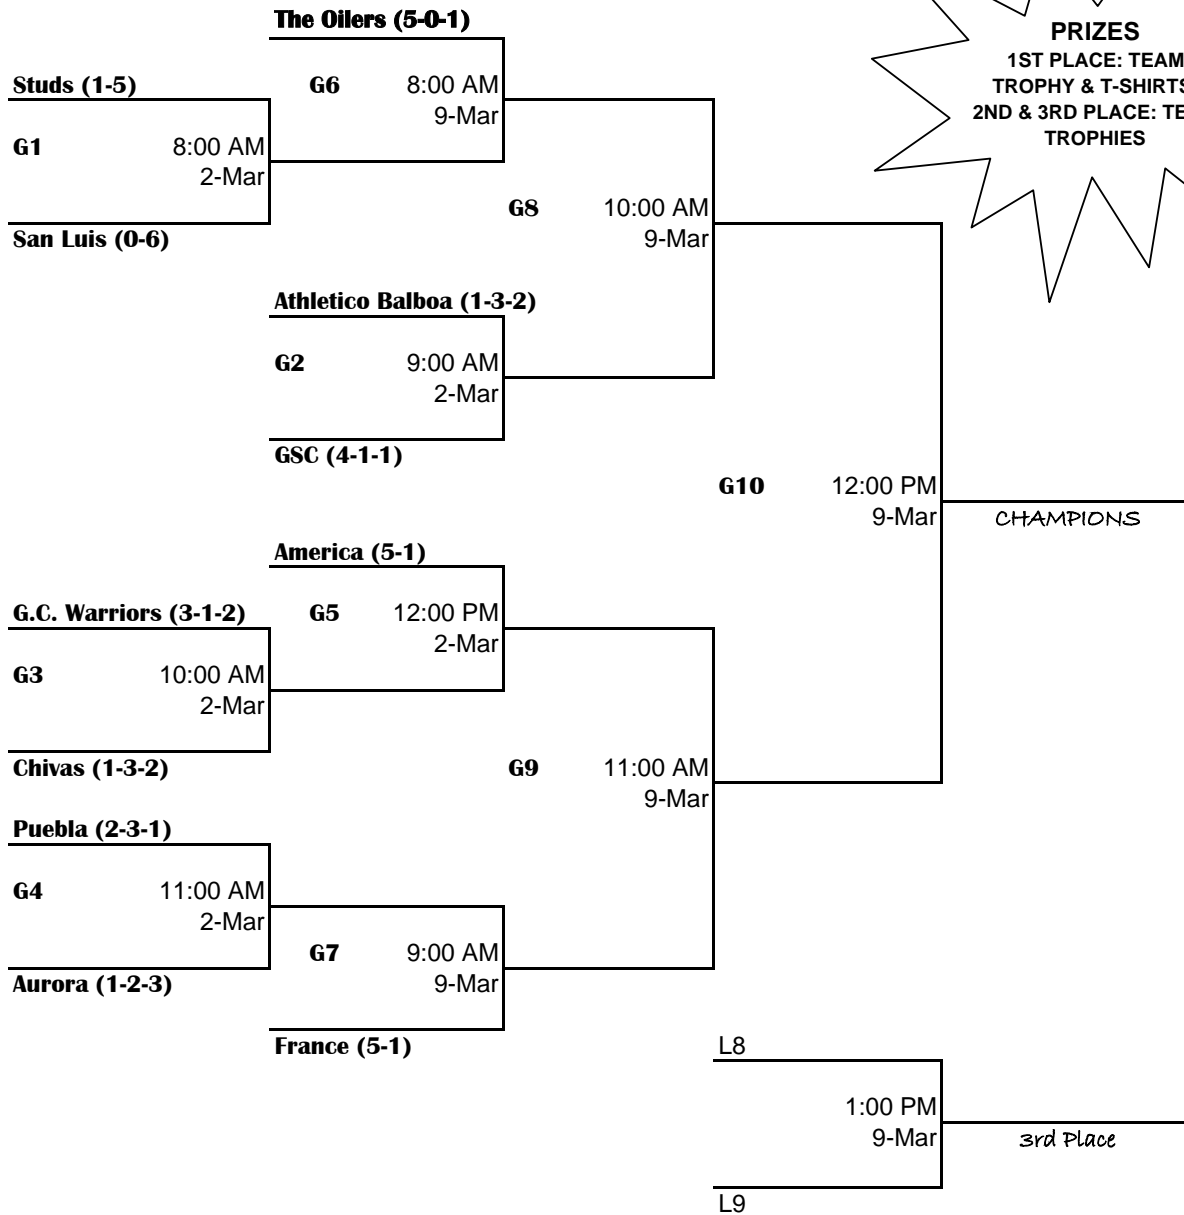 The Oilers (5-0-1)
PRIZES
1ST PLACE: TEAM
TROPHY & T-SHIRTS
2ND & 3RD PLACE: TE
TROPHIES
Studs (1-5)
G6 8:00 AM
9-Mar
G1 8:00 AM
2-Mar
G8 10:00 AM
9-Mar
San Luis (0-6)
Athletico Balboa (1-3-2)
G2 9:00 AM
2-Mar
GSC (4-1-1)
G10 12:00 PM
9-Mar
CHAMPIONS
America (5-1)
G.C. Warriors (3-1-2)
G5 12:00 PM
2-Mar
G3 10:00 AM
2-Mar
Chivas (1-3-2)
G9 11:00 AM
9-Mar
Puebla (2-3-1)
G4 11:00 AM
2-Mar
G7 9:00 AM
9-Mar
Aurora (1-2-3)
France (5-1)
L8
1:00 PM
9-Mar
3rd Place
L9